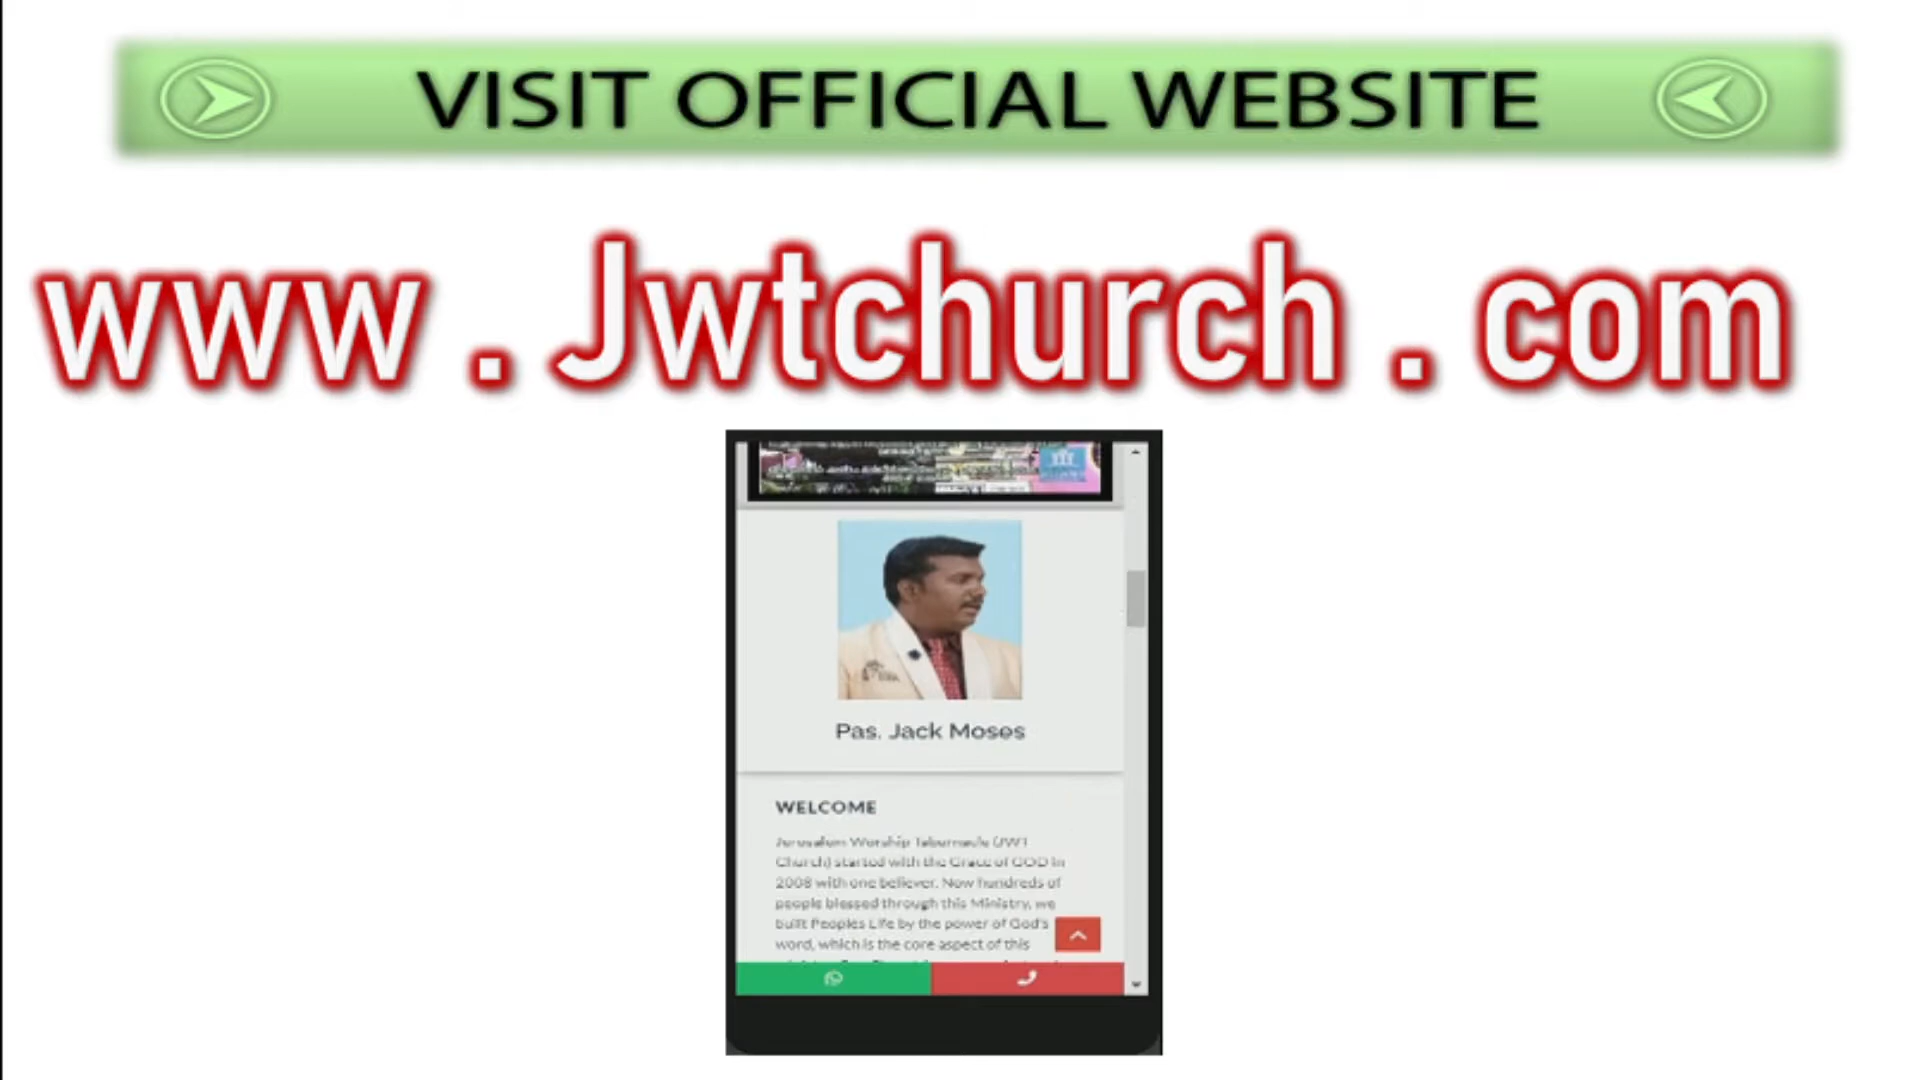 VISIT OFFICIAL WEBSITE
www . Jwtchurch . com
Pas. Jack Moses
WELCOME
Jerusalem Worship Tabernacle (JWT
Church) started with the Grace of GOD in
2008 with one believer. Now hundreds of
people blessed through this Ministry, we
built Peoples Life by the power of God's
word, which is the core aspect of this